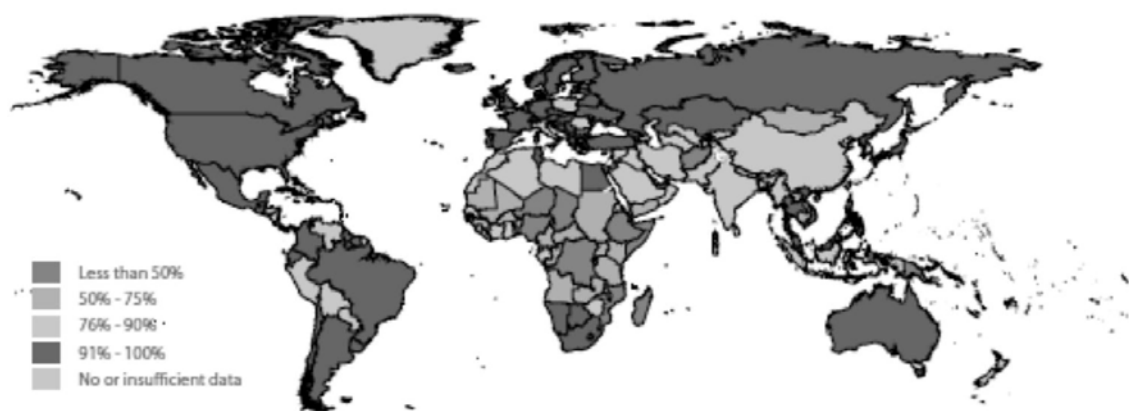 Less than 50%
50% - 75%
76% - 90%
91% - 100%
No or insufficient data